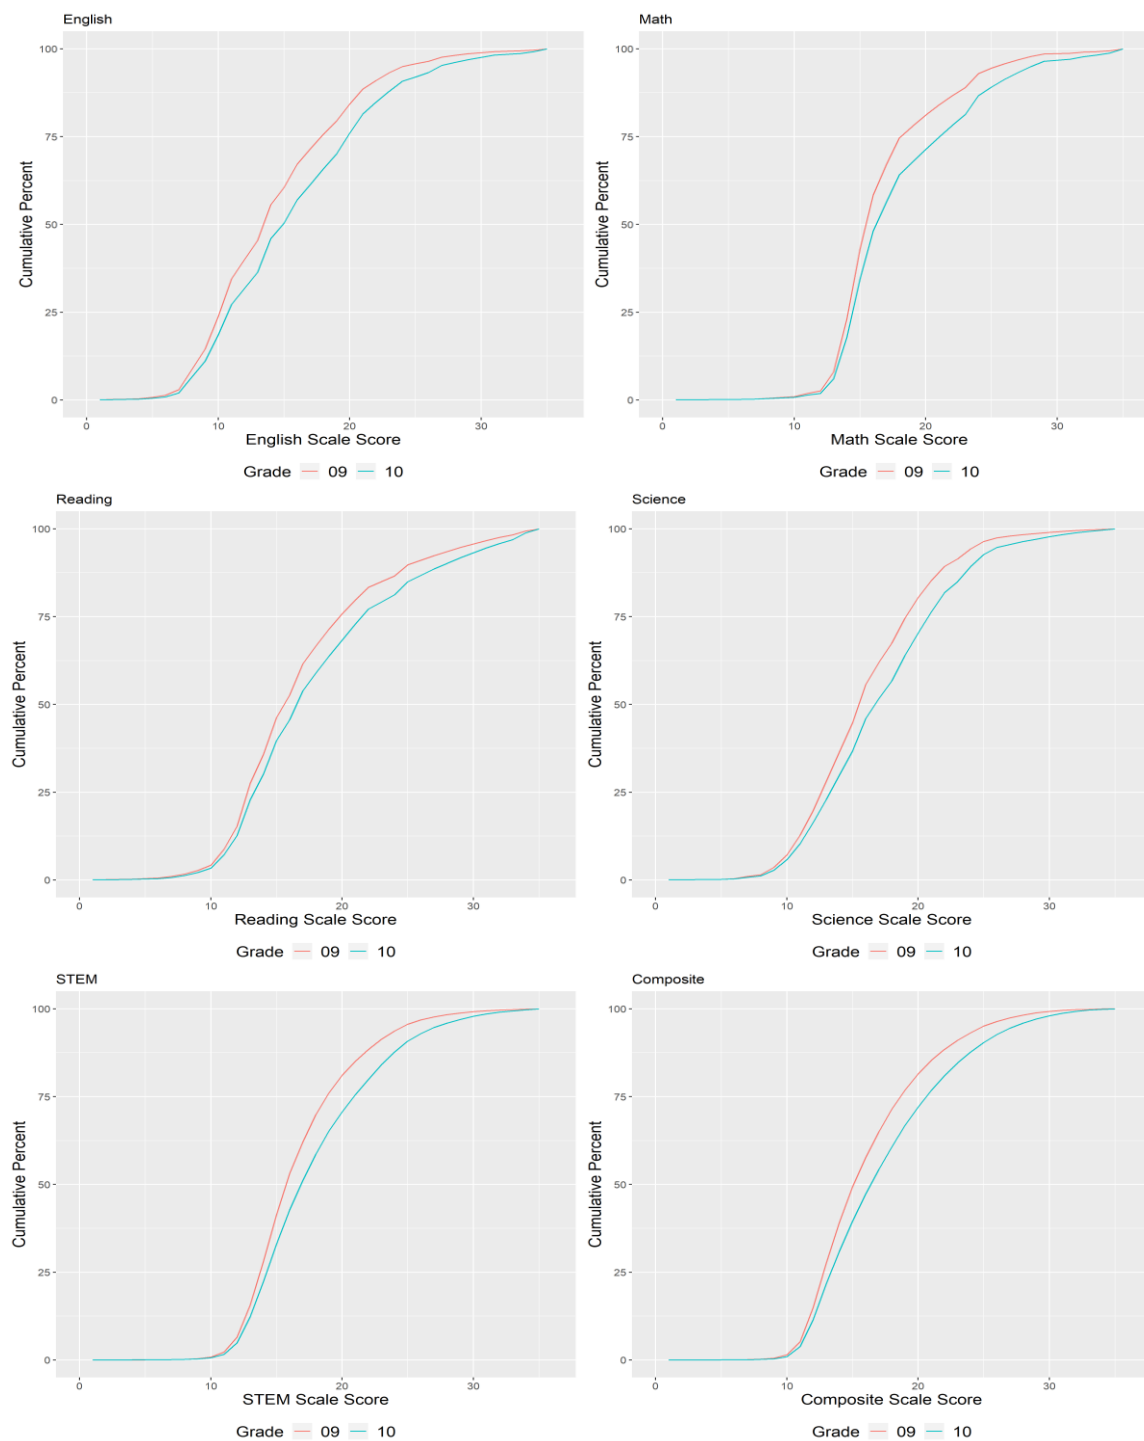 English
100
75
50
25
0
Cumulative Percent
0 10 20 30
English Scale Score
Grade 09 10
Math
100
75
50
25
0
Cumulative Percent
0 10 20 30
Math Scale Score
Grade 09 10
Reading
100
75
50
25
0
Cumulative Percent
0 10 20 30
Reading Scale Score
Grade 09 10
Science
100
75
50
25
0
Cumulative Percent
0 10 20 30
Science Scale Score
Grade 09 10
STEM
100
75
50
25
0
Cumulative Percent
0 10 20 30
STEM Scale Score
Grade 09 10
Composite
100
75
50
25
0
Cumulative Percent
0 10 20 30
Composite Scale Score
Grade 09 10